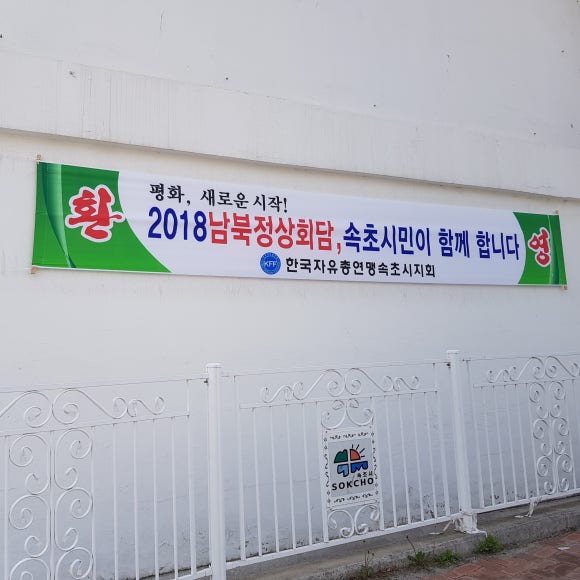 환 영
평화, 새로운 시작!
2018남북정상회담, 속초시민이 함께 합니다
KFF 한국자유총연맹속초시지회
속초시
SOKCHO